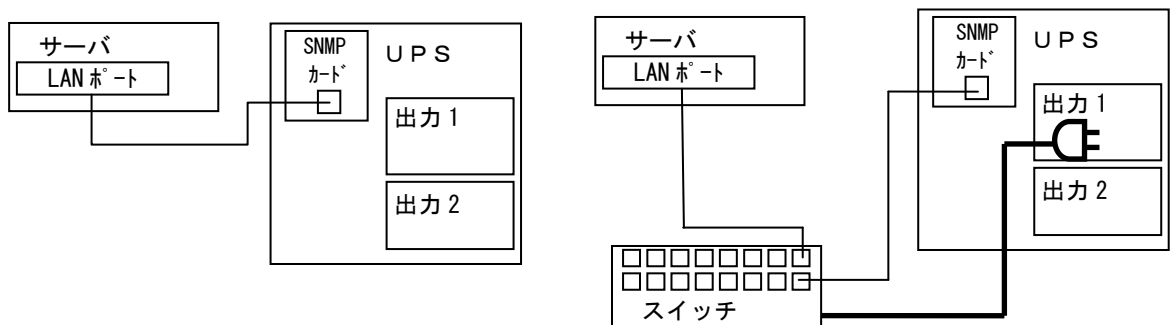 サーバ
LANﾎﾟｰﾄ
SNMP
ｶｰﾄﾞ
ＵＰＳ
出力1
出力2
サーバ
LANﾎﾟｰﾄ
スイッチ
SNMP
ｶｰﾄﾞ
ＵＰＳ
出力1
出力2